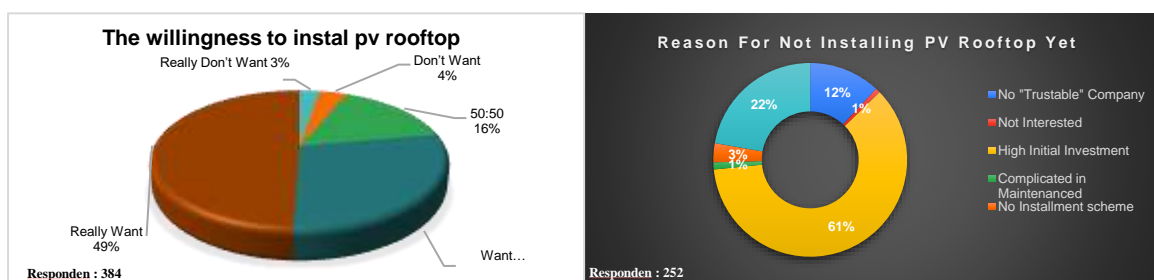 The willingness to instal pv rooftop
Really Don't Want 3%
Don't Want
4%
50:50
16%
Really Want
49%
Want...
Responden : 384
Reason For Not Installing PV Rooftop Yet
12%
1%
22%
3%
1%
61%
No "Trustable" Company
Not Interested
High Initial Investment
Complicated in
Maintenanced
No Installment scheme
Responden : 252